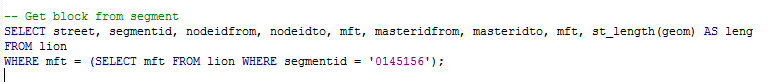 -- Get block from segment
SELECT street, segmentid, nodeidfrom, nodeidto, mft, masteridfrom, masteridto, mft, st_length(geom) AS leng
FROM lion
WHERE mft = (SELECT mft FROM lion WHERE segmentid = '0145156');